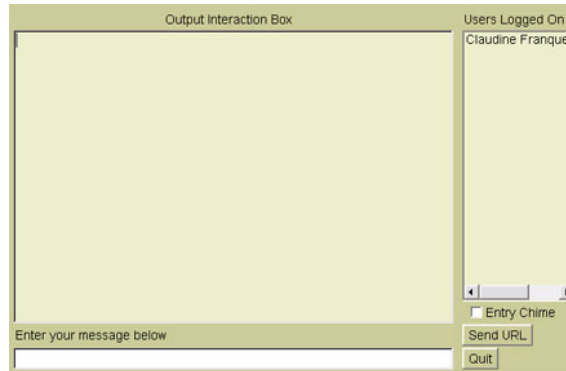 Output Interaction Box
Users Logged On
Claudine Franque
Entry Chime
Enter your message below
Send URL
Quit